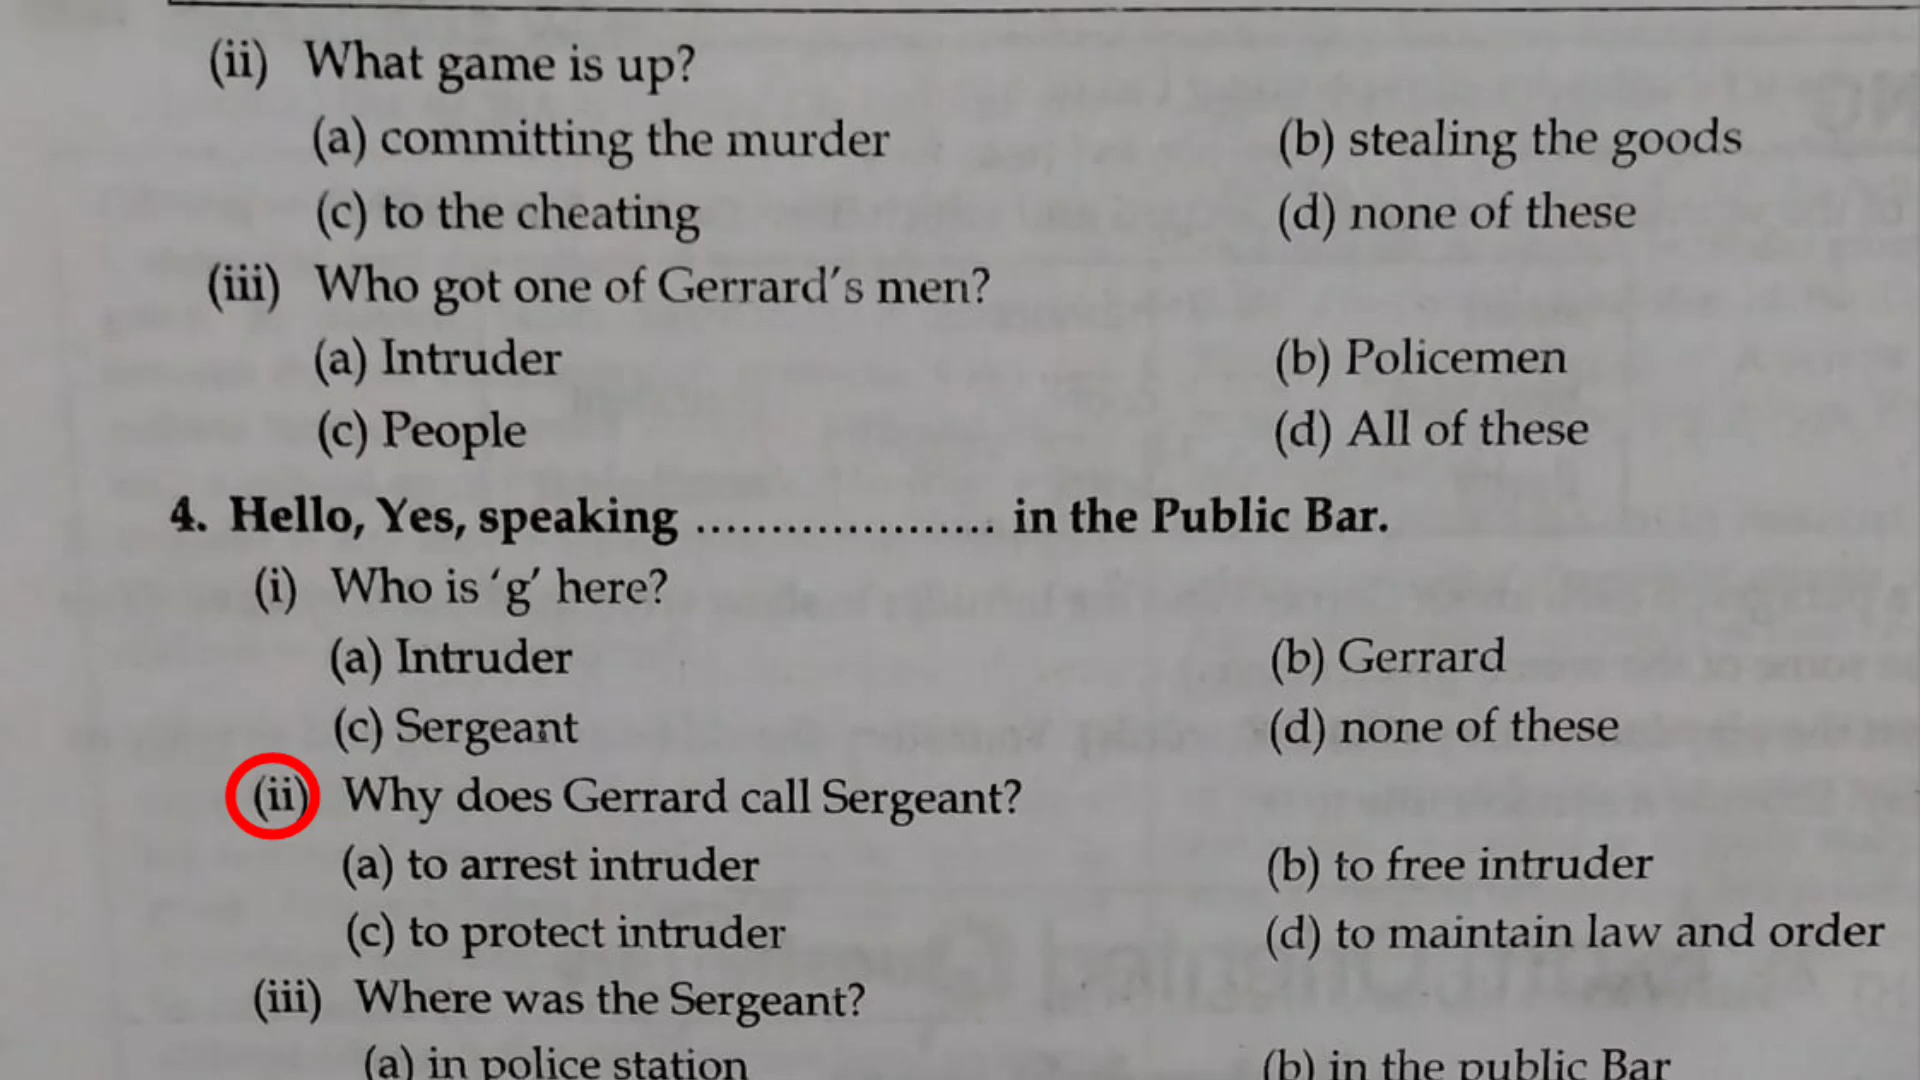 (ii) What game is up?
(a) committing the murder (b) stealing the goods
(c) to the cheating (d) none of these
(iii) Who got one of Gerrard's men?
(a) Intruder (b) Policemen
(c) People (d) All of these
4. Hello, Yes, speaking .................... in the Public Bar.
(i) Who is 'g' here?
(a) Intruder (b) Gerrard
(c) Sergeant (d) none of these
(ii) Why does Gerrard call Sergeant?
(a) to arrest intruder (b) to free intruder
(c) to protect intruder (d) to maintain law and order
(iii) Where was the Sergeant?
(a) in police station (b) in the public Bar